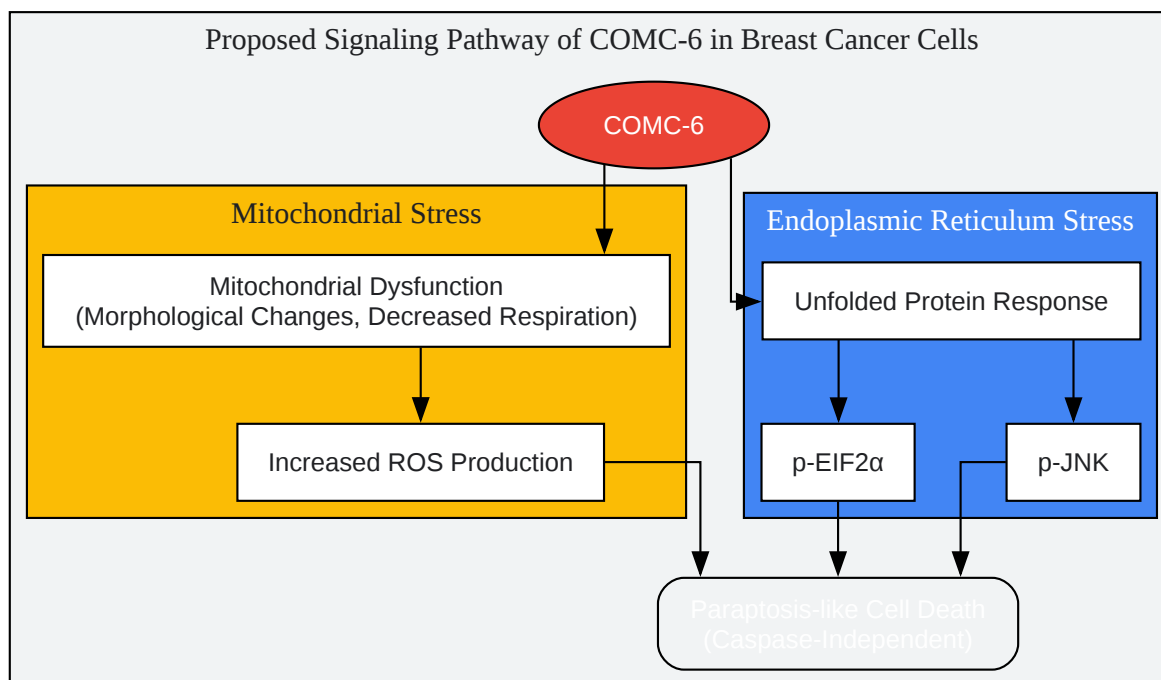 Proposed Signaling Pathway of COMC-6 in Breast Cancer Cells
COMC-6
Mitochondrial Stress
Endoplasmic Reticulum Stress
Mitochondrial Dysfunction
(Morphological Changes, Decreased Respiration)
Unfolded Protein Response
Increased ROS Production
p-EIF2α
p-JNK
Paraptosis-like Cell Death
(Caspase-Independent)